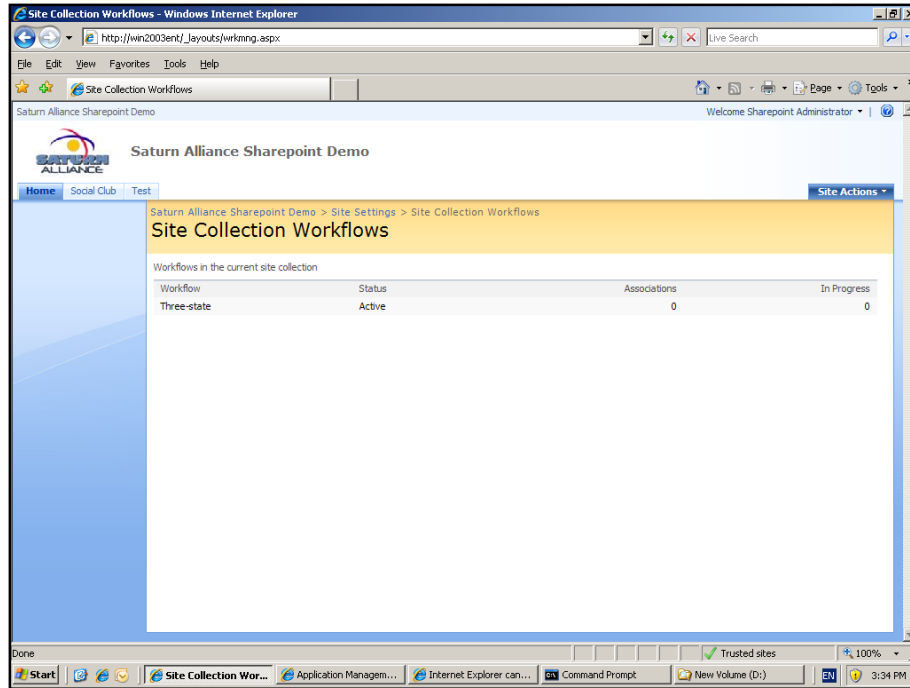 Site Collection Workflows - Windows Internet Explorer
http://win2003ent/_layouts/wrkmng.aspx
Live Search
File Edit View Favorites Tools Help
Site Collection Workflows
Page Tools
Saturn Alliance Sharepoint Demo
Welcome Sharepoint Administrator
SATURN
ALLIANCE
Saturn Alliance Sharepoint Demo
Home Social Club Test
Site Actions
Saturn Alliance Sharepoint Demo > Site Settings > Site Collection Workflows
Site Collection Workflows
Workflows in the current site collection
Workflow Status Associations In Progress
Three-state Active 0 0
Done
Trusted sites
100%
Start
Site Collection Wor...
Application Managem...
Internet Explorer can...
Command Prompt
New Volume (D:)
EN
3:34 PM